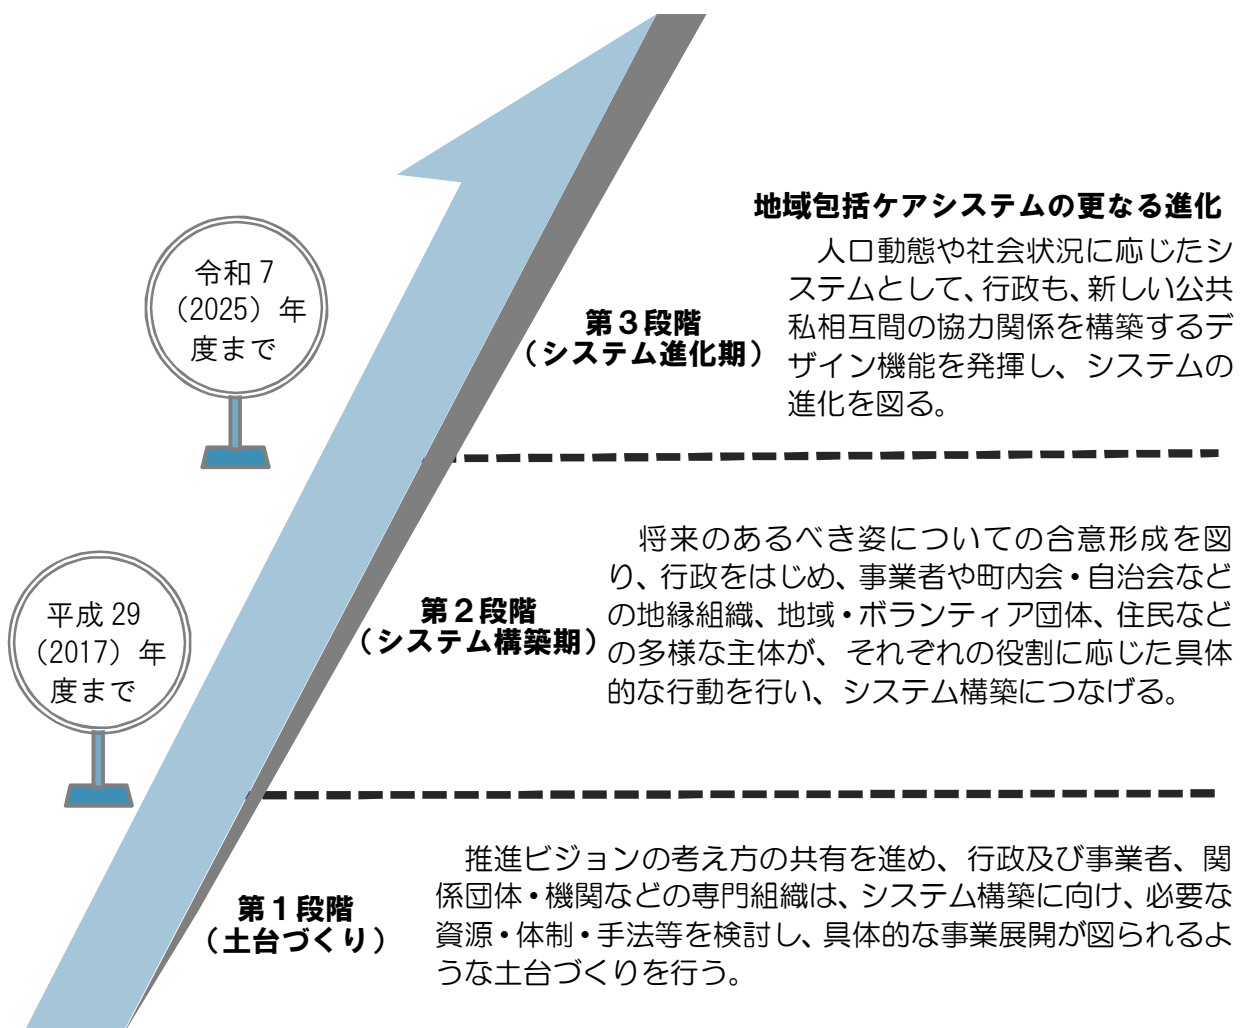 地域包括ケアシステムの更なる進化
人口動態や社会状況に応じたシ
ステムとして、行政も、新しい公共
私相互間の協力関係を構築するデ
ザイン機能を発揮し、システムの
進化を図る。
令和7
（2025）年
度まで
第３段階
（システム進化期）
将来のあるべき姿についての合意形成を図
り、行政をはじめ、事業者や町内会・自治会など
の地縁組織、地域・ボランティア団体、住民など
の多様な主体が、それぞれの役割に応じた具体
的な行動を行い、システム構築につなげる。
第２段階
（システム構築期）
平成29
（2017）年
度まで
推進ビジョンの考え方の共有を進め、行政及び事業者、関
係団体・機関などの専門組織は、システム構築に向け、必要な
資源・体制・手法等を検討し、具体的な事業展開が図られるよ
うな土台づくりを行う。
第１段階
（土台づくり）